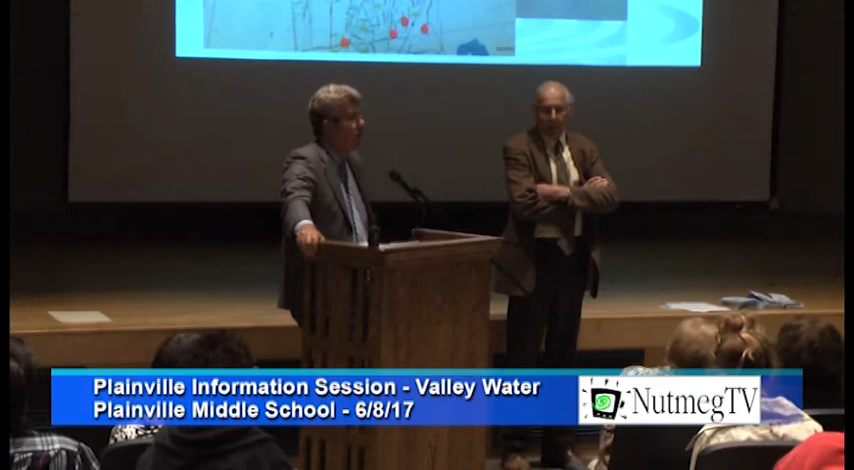 Plainville Information Session - Valley Water
Plainville Middle School - 6/8/17
NutmegTV